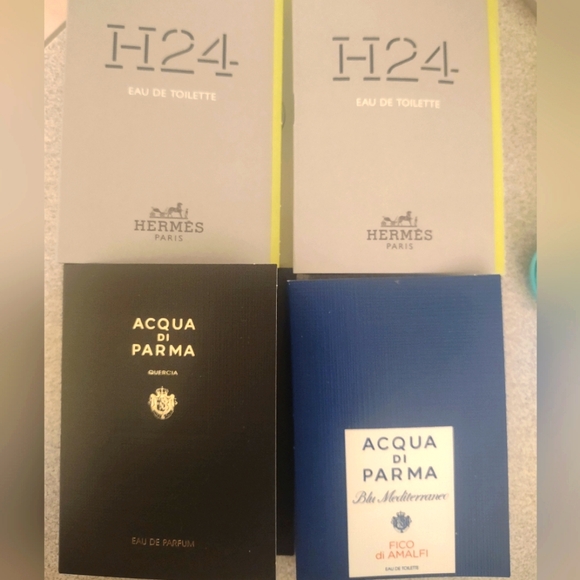 H24
EAU DE TOILETTE
HERMÈS
PARIS
H24
EAU DE TOILETTE
HERMÈS
PARIS
ACQUA
DI
PARMA
QUERCIA
EAU DE PARFUM
ACQUA
DI
PARMA
Blu Mediterraneo
FICO
di AMALFI
EAU DE TOILETTE